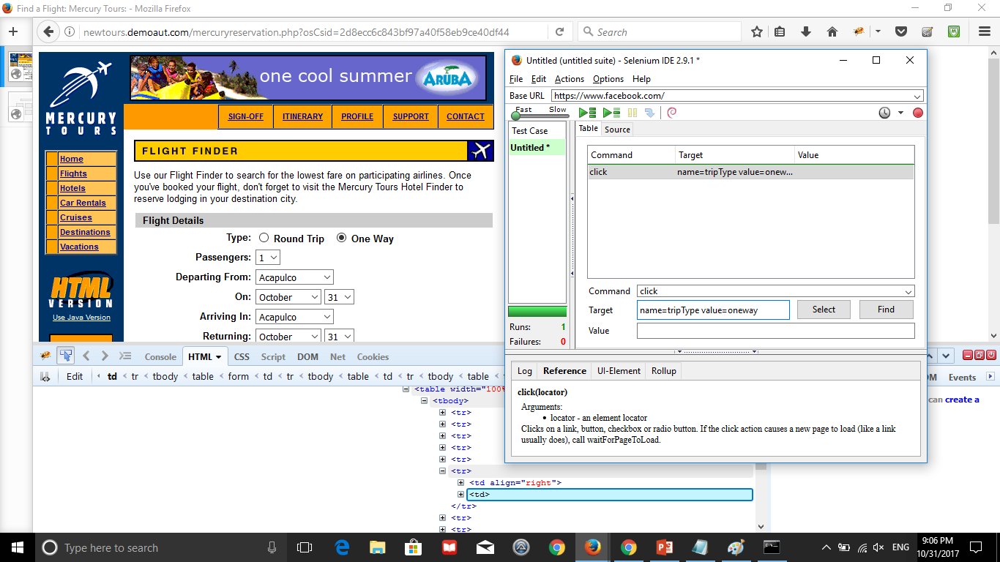 Find a Flight: Mercury Tours: - Mozilla Firefox
newtours.demoaut.com/mercuryreservation.php?osCsid=2d8ecc6c843bf97a40f58eb9ce40df44
Search
MERCURY
TOURS
one cool summer ARUBA
SIGN-OFF ITINERARY PROFILE SUPPORT CONTACT
Home
Flights
Hotels
Car Rentals
Cruises
Destinations
Vacations
HTML
VERSION
Use Java Version
FLIGHT FINDER
Use our Flight Finder to search for the lowest fare on participating airlines. Once
you've booked your flight, don't forget to visit the Mercury Tours Hotel Finder to
reserve lodging in your destination city.
Flight Details
Type: Round Trip One Way
Passengers: 1
Departing From: Acapulco
On: October 31
Arriving In: Acapulco
Returning: October 31
Untitled (untitled suite) - Selenium IDE 2.9.1 *
File Edit Actions Options Help
Base URL https://www.facebook.com/
Fast Slow
Test Case
Untitled *
Runs: 1
Failures: 0
Table Source
Command Target Value
click name=tripType value=onew...
Command click
Target name=tripType value=oneway Select Find
Value
Log Reference UI-Element Rollup
click(locator)
Arguments:
• locator - an element locator
Clicks on a link, button, checkbox or radio button. If the click action causes a new page to load (like a link
usually does), call waitForPageToLoad.
Console HTML CSS Script DOM Net Cookies
Edit td < tr < tbody < table < form < td < tr < tbody < table < td < tr < tbody < table
OM Events
can create a
<table width="100%
<tbody>
<tr>
<tr>
<tr>
<tr>
<tr>
<tr>
<td align="right">
<td>
</tr>
<tr>
<tr>
Type here to search
ENG
9:06 PM
10/31/2017